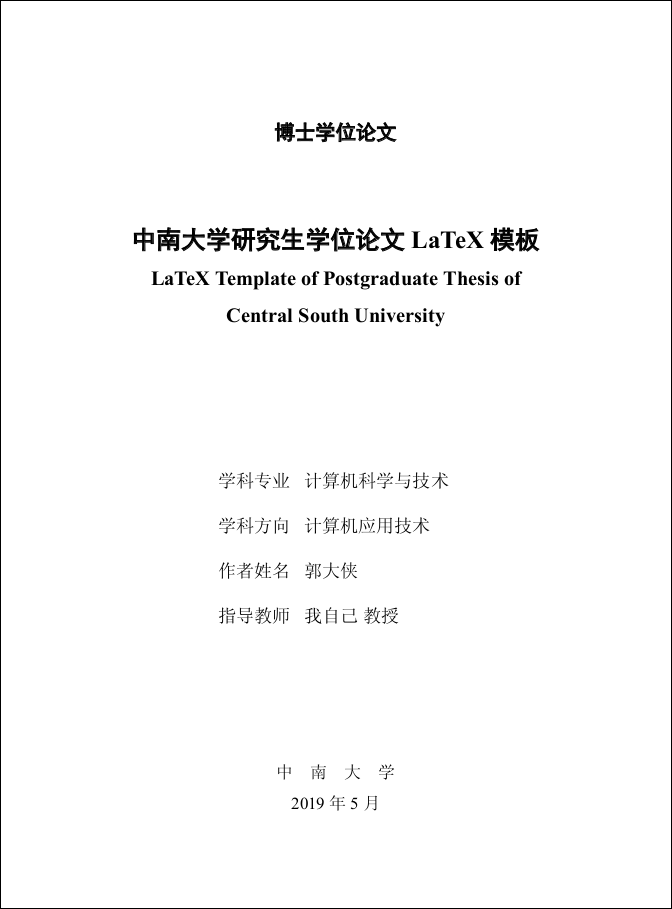 博士学位论文
中南大学研究生学位论文 LaTeX 模板
LaTeX Template of Postgraduate Thesis of
Central South University
学科专业 计算机科学与技术
学科方向 计算机应用技术
作者姓名 郭大侠
指导教师 我自己 教授
中 南 大 学
2019 年 5 月